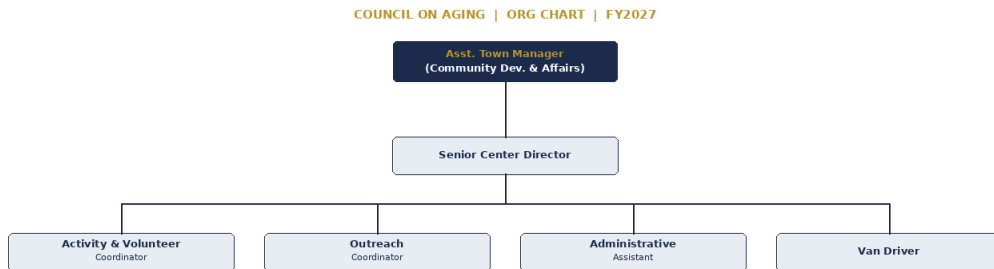 COUNCIL ON AGING | ORG CHART | FY2027
Asst. Town Manager
(Community Dev. & Affairs)
Senior Center Director
Activity & Volunteer
Coordinator
Outreach
Coordinator
Administrative
Assistant
Van Driver